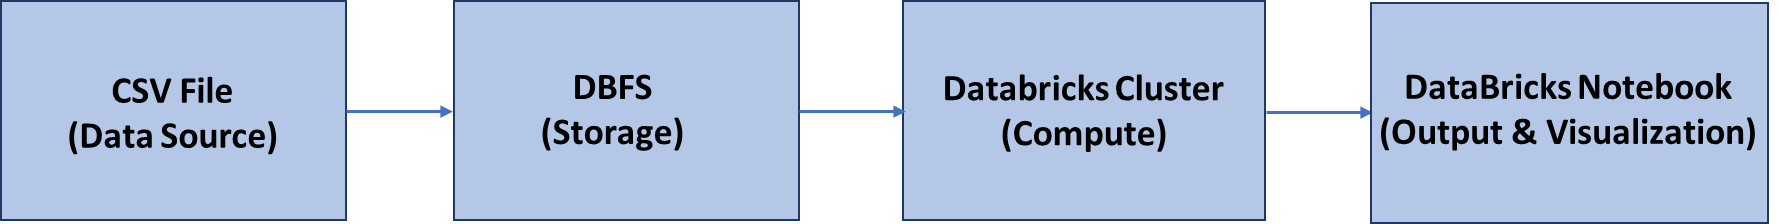 CSV File
(Data Source)
DBFS
(Storage)
Databricks Cluster
(Compute)
DataBricks Notebook
(Output & Visualization)